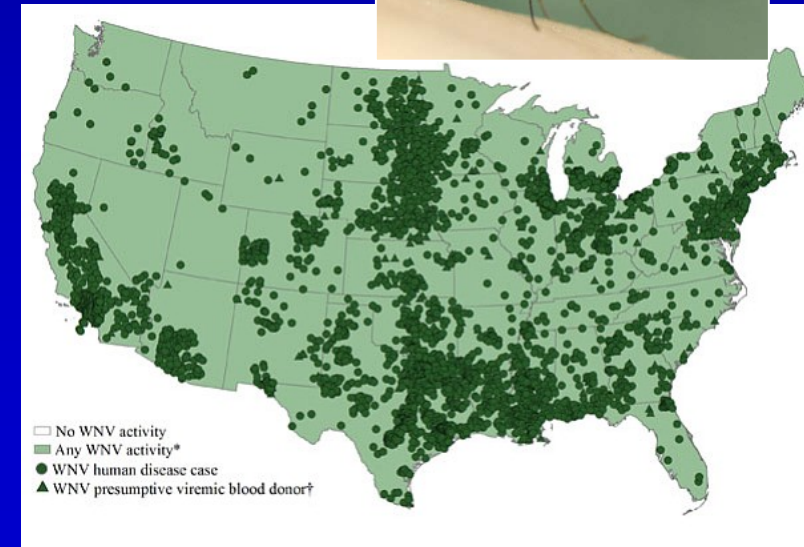 No WNV activity
Any WNV activity*
WNV human disease case
WNV presumptive viremic blood donor†